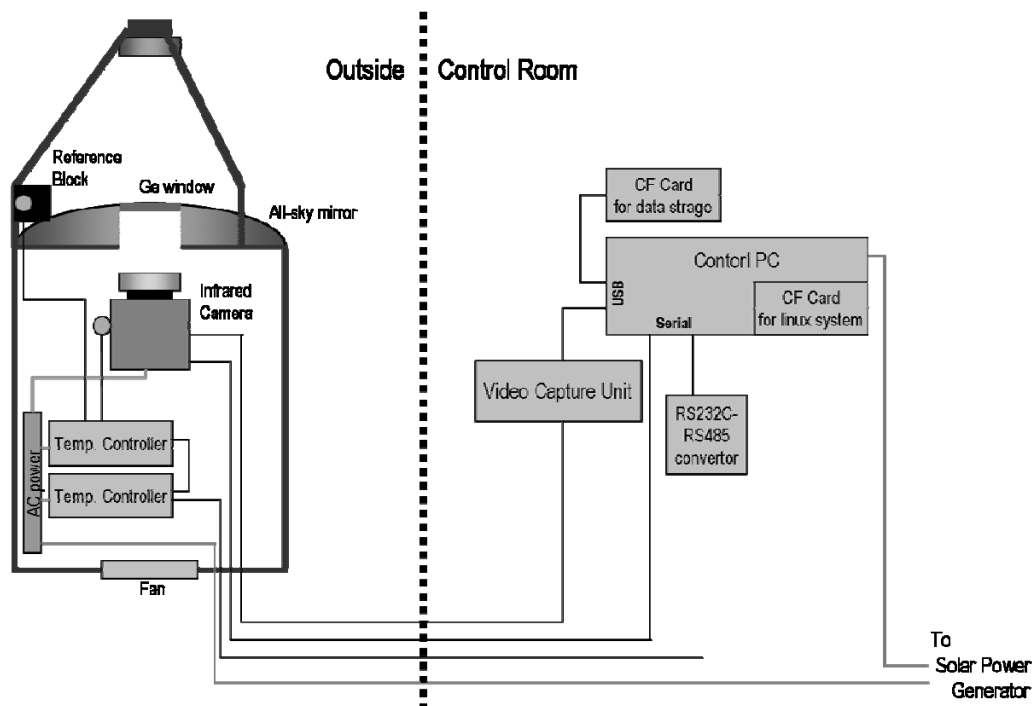 Outside
Control Room
Reference
Block
Ge window
All-sky mirror
Infrared
Camera
Temp. Controller
Temp. Controller
AC power
Fan
CF Card
for data strage
Contorl PC
USB
CF Card
for linux system
Serial
Video Capture Unit
RS232C-
RS485
convertor
To
Solar Power
Generator